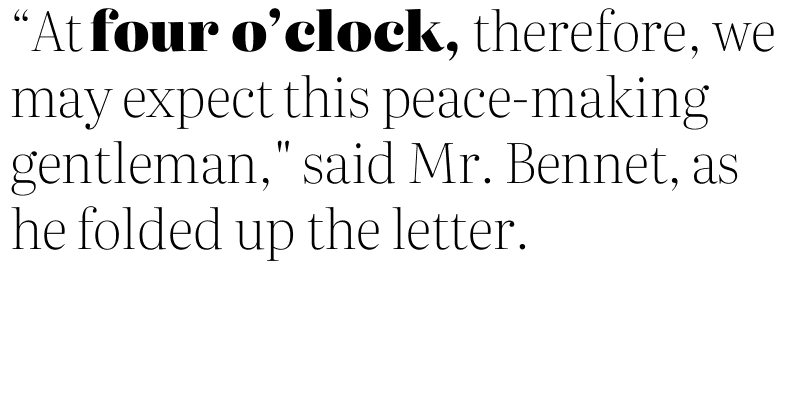 “At four o’clock, therefore, we
may expect this peace-making
gentleman," said Mr. Bennet, as
he folded up the letter.